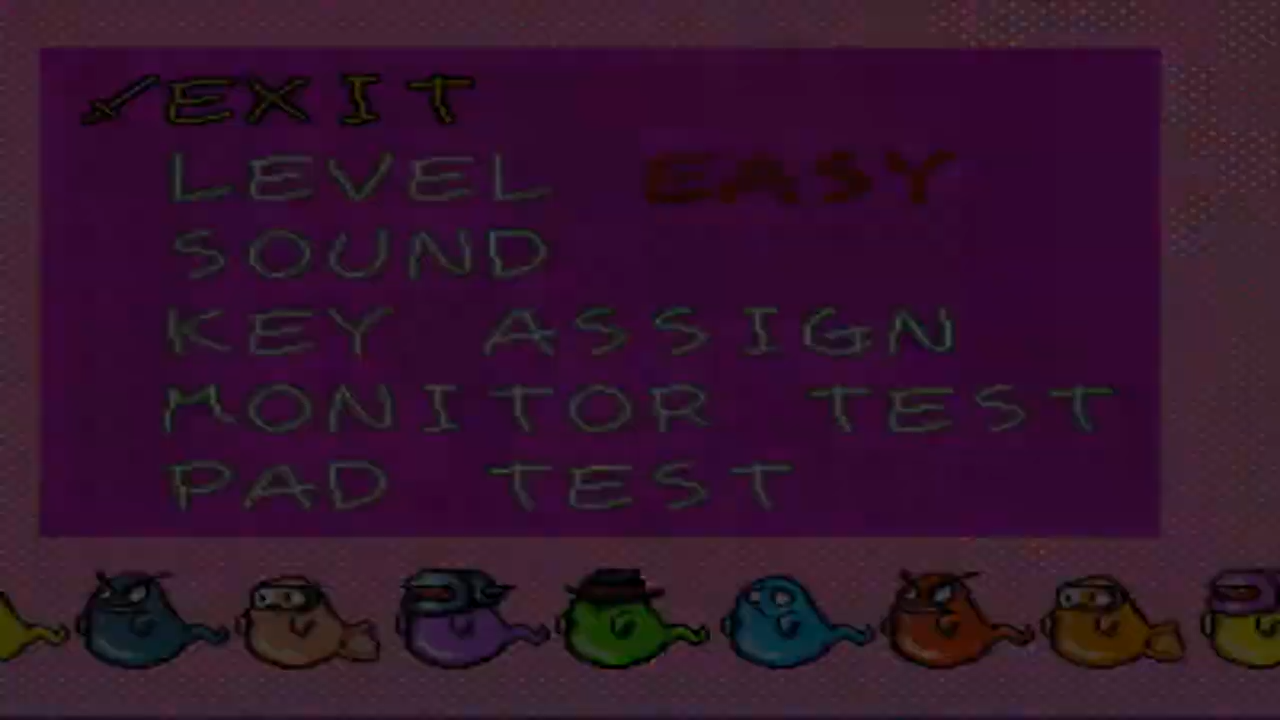 EXIT
LEVEL EASY
SOUND
KEY ASSIGN
MONITOR TEST
PAD TEST